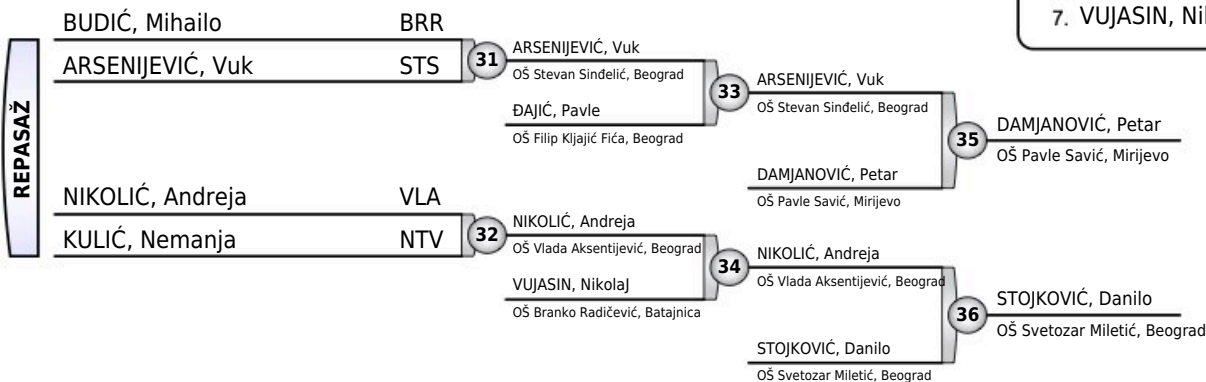 7. VUJASIN,
REPASAŽ
BUDIĆ, Mihailo BRR
ARSENIJEVIĆ, Vuk STS
NIKOLIĆ, Andreja VLA
KULIĆ, Nemanja NTV
31
ARSENIJEVIĆ, Vuk
OŠ Stevan Sinđelić, Beograd
ĐAJIĆ, Pavle
OŠ Filip Kljajić Fića, Beograd
32
NIKOLIĆ, Andreja
OŠ Vlada Aksentijević, Beograd
VUJASIN, NikolaJ
OŠ Branko Radičević, Batajnica
33
ARSENIJEVIĆ, Vuk
OŠ Stevan Sinđelić, Beograd
DAMJANOVIĆ, Petar
OŠ Pavle Savić, Mirijevo
34
NIKOLIĆ, Andreja
OŠ Vlada Aksentijević, Beograd
STOJKOVIĆ, Danilo
OŠ Svetozar Miletić, Beograd
35
DAMJANOVIĆ, Petar
OŠ Pavle Savić, Mirijevo
36
STOJKOVIĆ, Danilo
OŠ Svetozar Miletić, Beograd